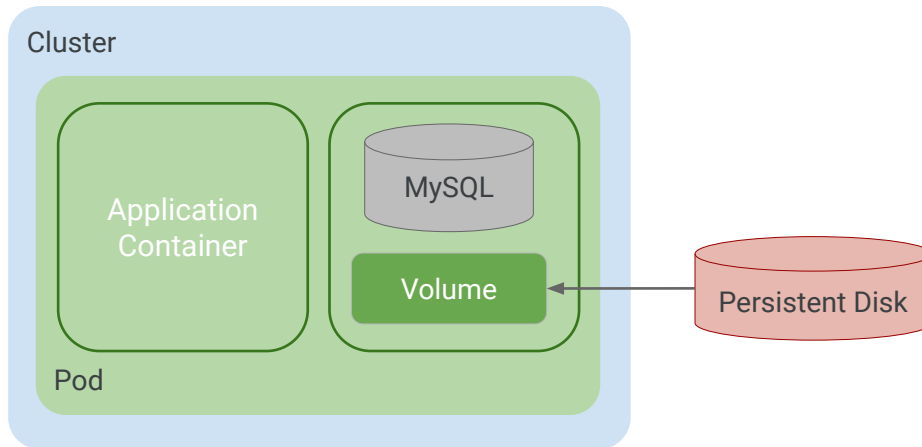 Cluster
Application
Container
MySQL
Volume
Persistent Disk
Pod